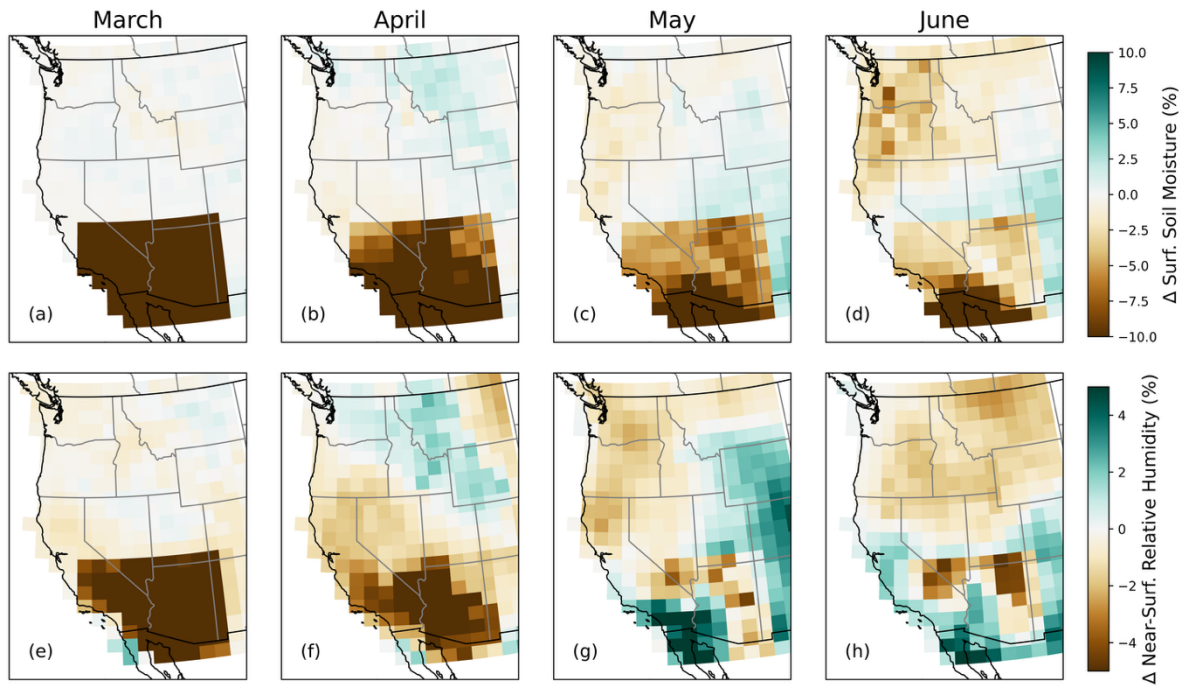 March
April
May
June
(a)
(b)
(c)
(d)
10.0
7.5
5.0
2.5
0.0
−2.5
−5.0
−7.5
−10.0
Δ Surf. Soil Moisture (%)
(e)
(f)
(g)
(h)
4
2
0
−2
−4
Δ Near-Surf. Relative Humidity (%)